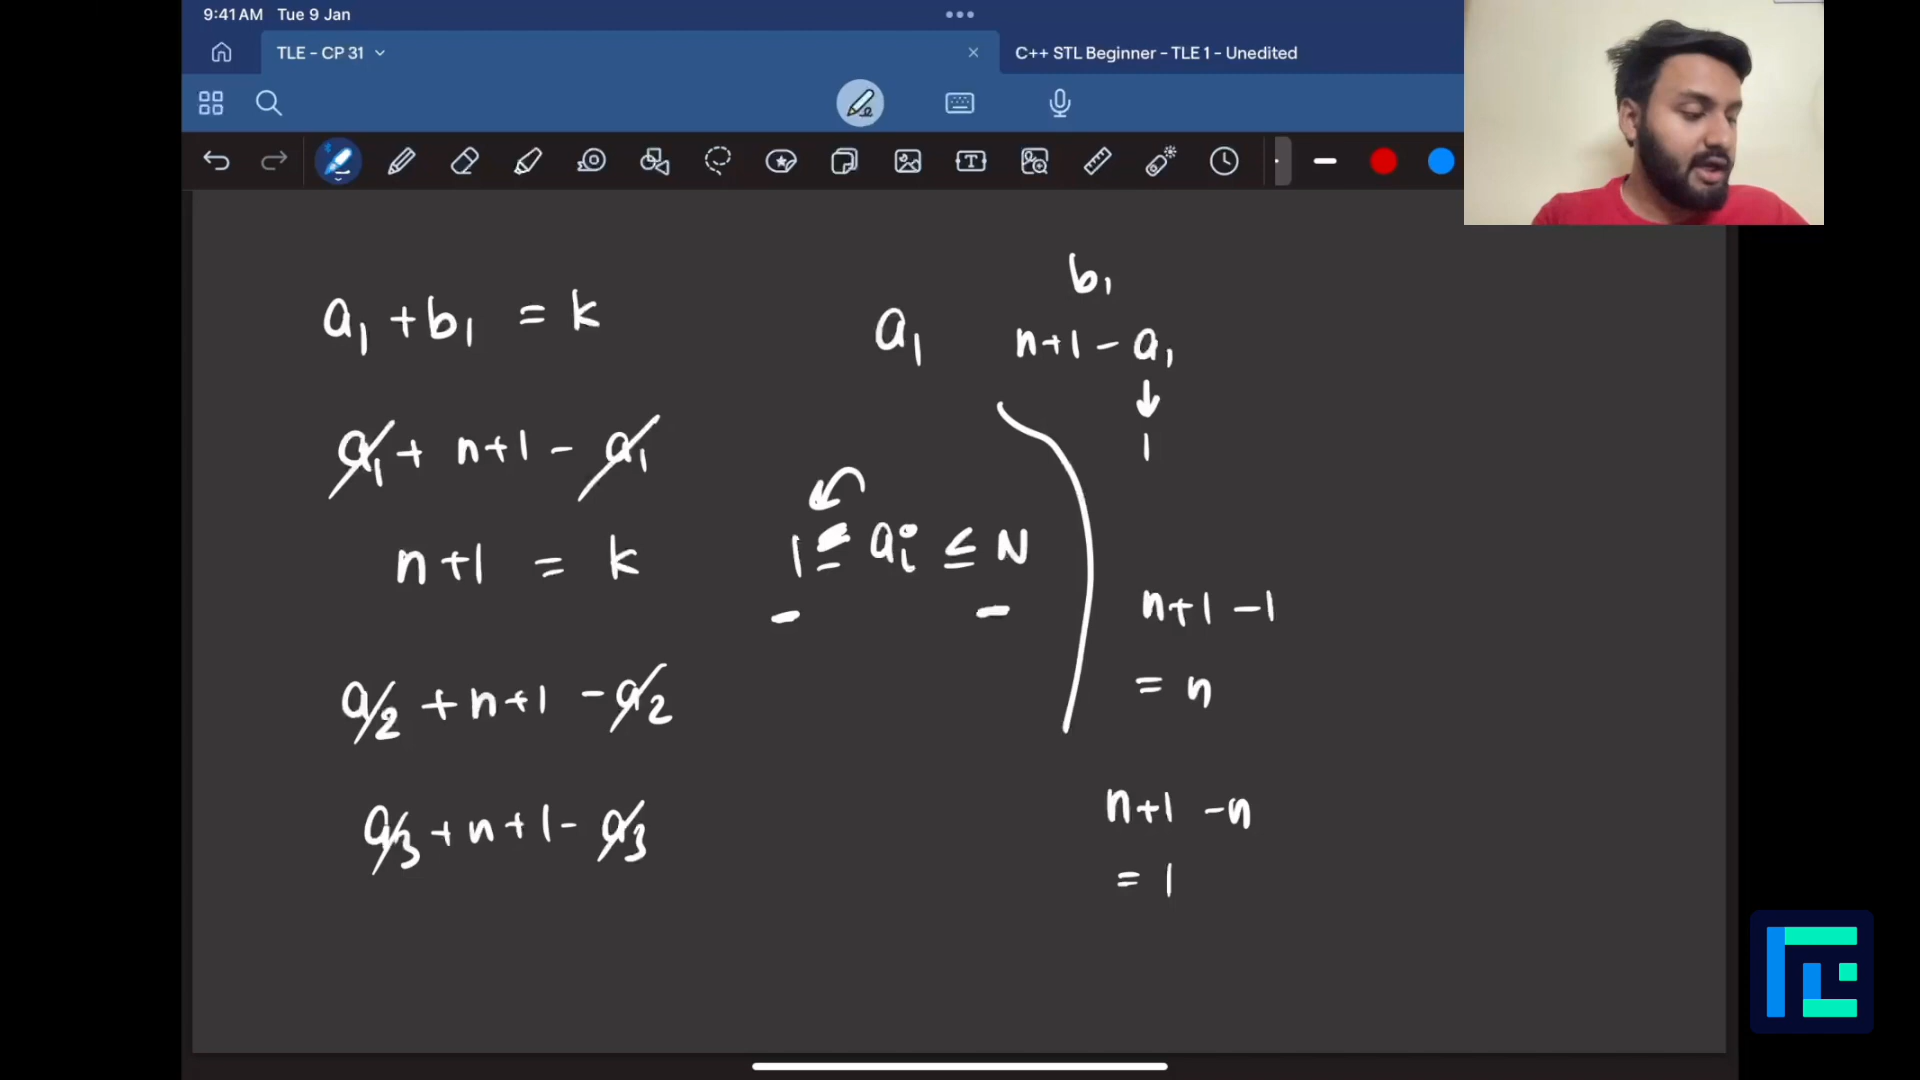 9:41 AM Tue 9 Jan
TLE - CP 31
C++ STL Beginner - TLE 1 - Unedited
a₁ + b₁ = k
a₁ + n+1 - a₁
n+1 = k
a₂ + n+1 - a₂
a₃ + n+1 - a₃
b₁
a₁ n+1 - a₁
1
1 ≤ aᵢ ≤ N
n+1 -1
= n
n+1 -n
= 1